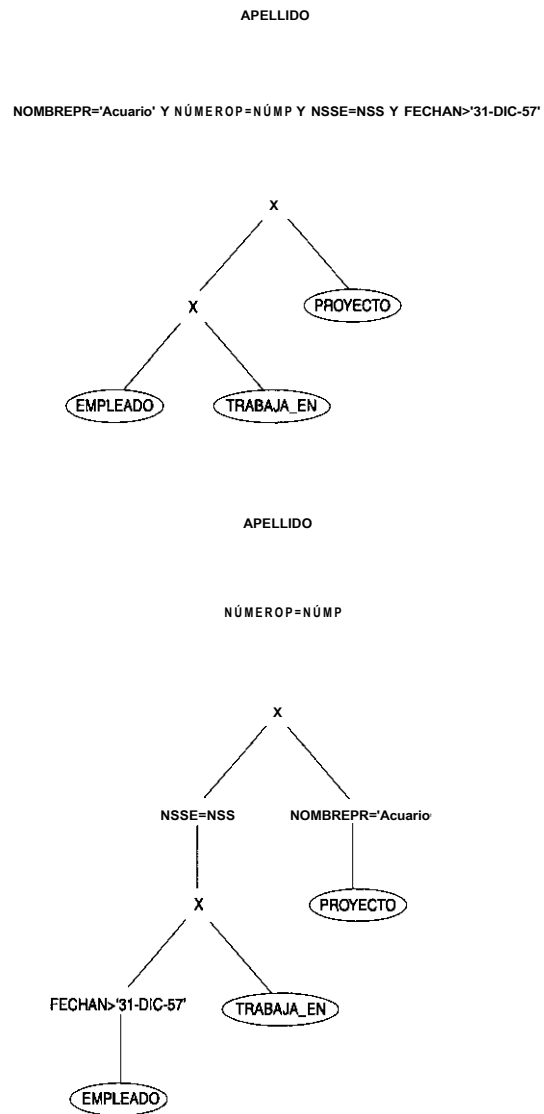 APELLIDO
NOMBREPR='Acuario' Y NÚMEROP=NÚMP Y NSSE=NSS Y FECHAN>'31-DIC-57'
X
X
PROYECTO
EMPLEADO
TRABAJA_EN
APELLIDO
NÚMEROP=NÚMP
X
NSSE=NSS
NOMBREPR='Acuario'
X
PROYECTO
FECHAN>'31-DIC-57'
TRABAJA_EN
EMPLEADO